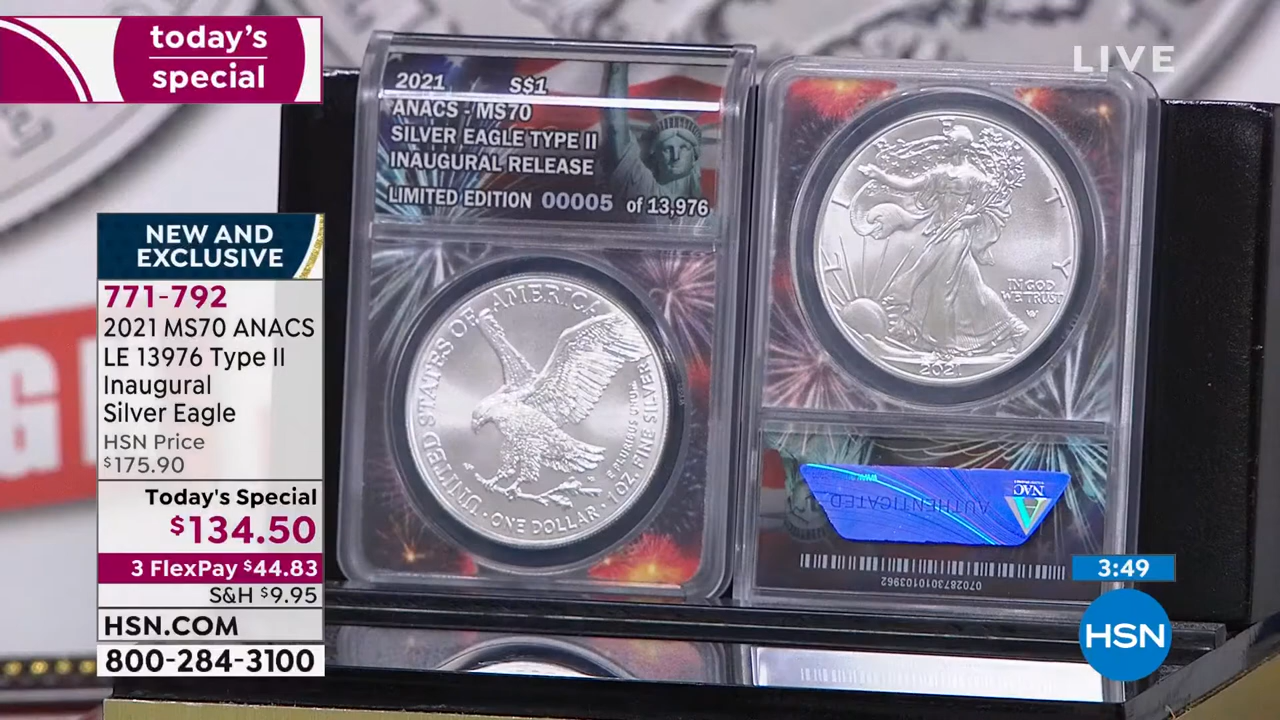 today's
special
LIVE
NEW AND
EXCLUSIVE
771-792
2021 MS70 ANACS
LE 13976 Type II
Inaugural
Silver Eagle
HSN Price
$175.90
Today's Special
$134.50
3 FlexPay $44.83
S&H $9.95
HSN.COM
800-284-3100
2021 S$1
ANACS - MS70
SILVER EAGLE TYPE II
INAUGURAL RELEASE
LIMITED EDITION 00005 of 13,976
UNITED STATES OF AMERICA
E PLURIBUS UNUM
1 OZ. FINE SILVER
ONE DOLLAR
L I TY
IN GOD
WE TRUST
2021
AUTHENTICATED
NAC
0702873010103962
3:49
HSN
G